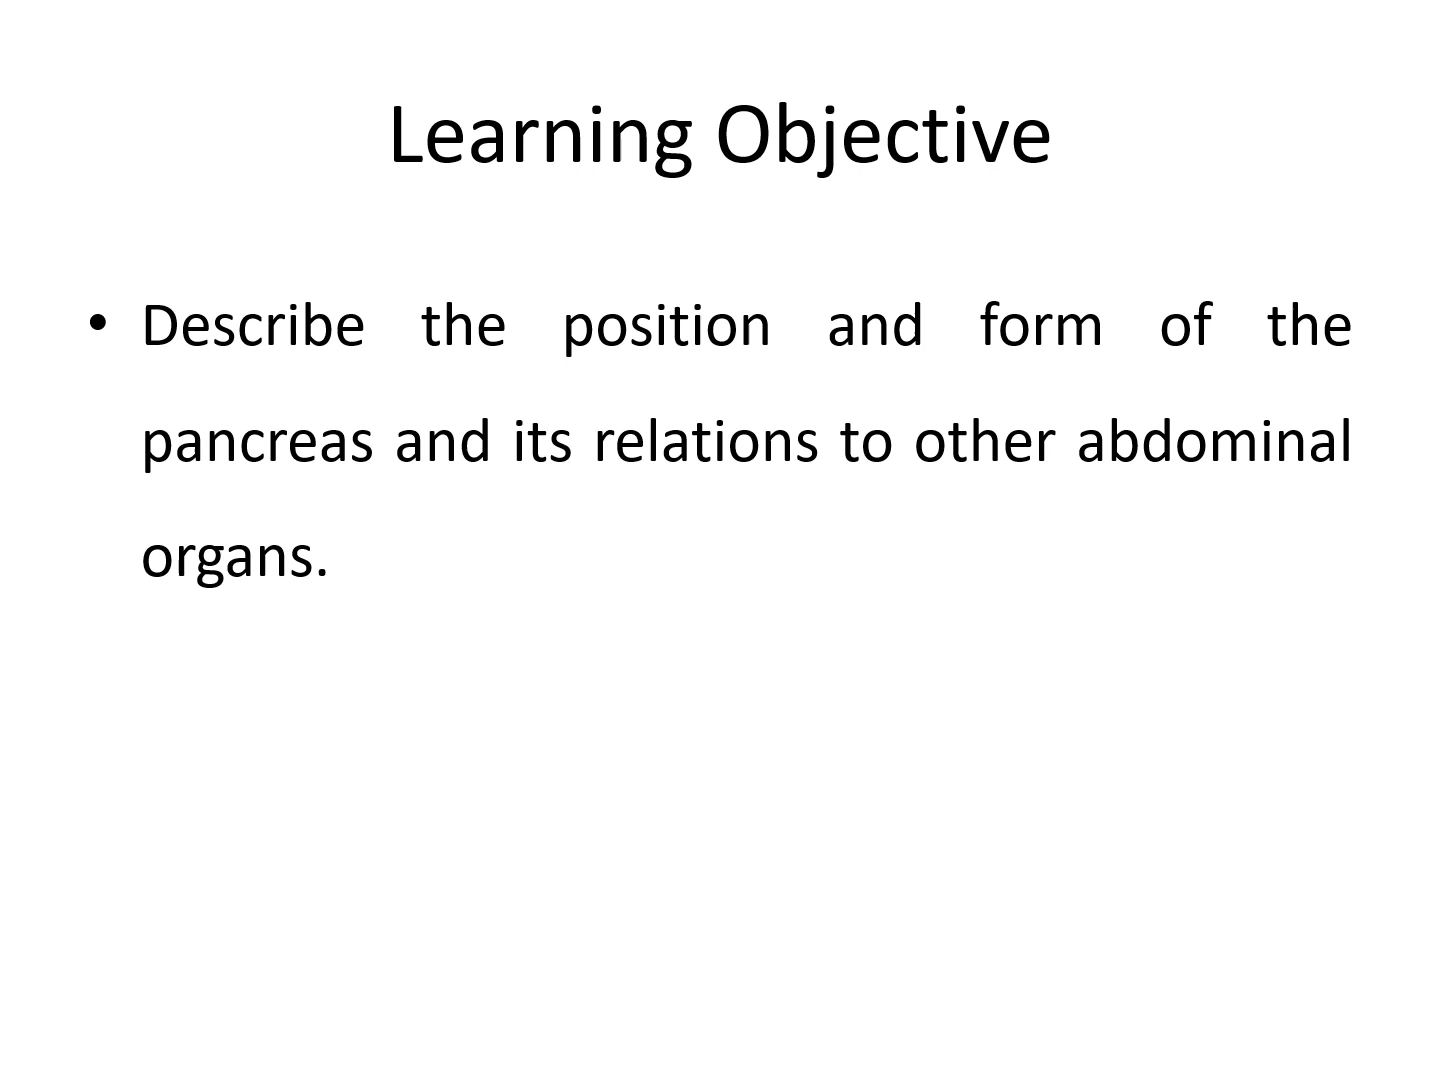 Learning Objective
• Describe the position and form of the
pancreas and its relations to other abdominal
organs.